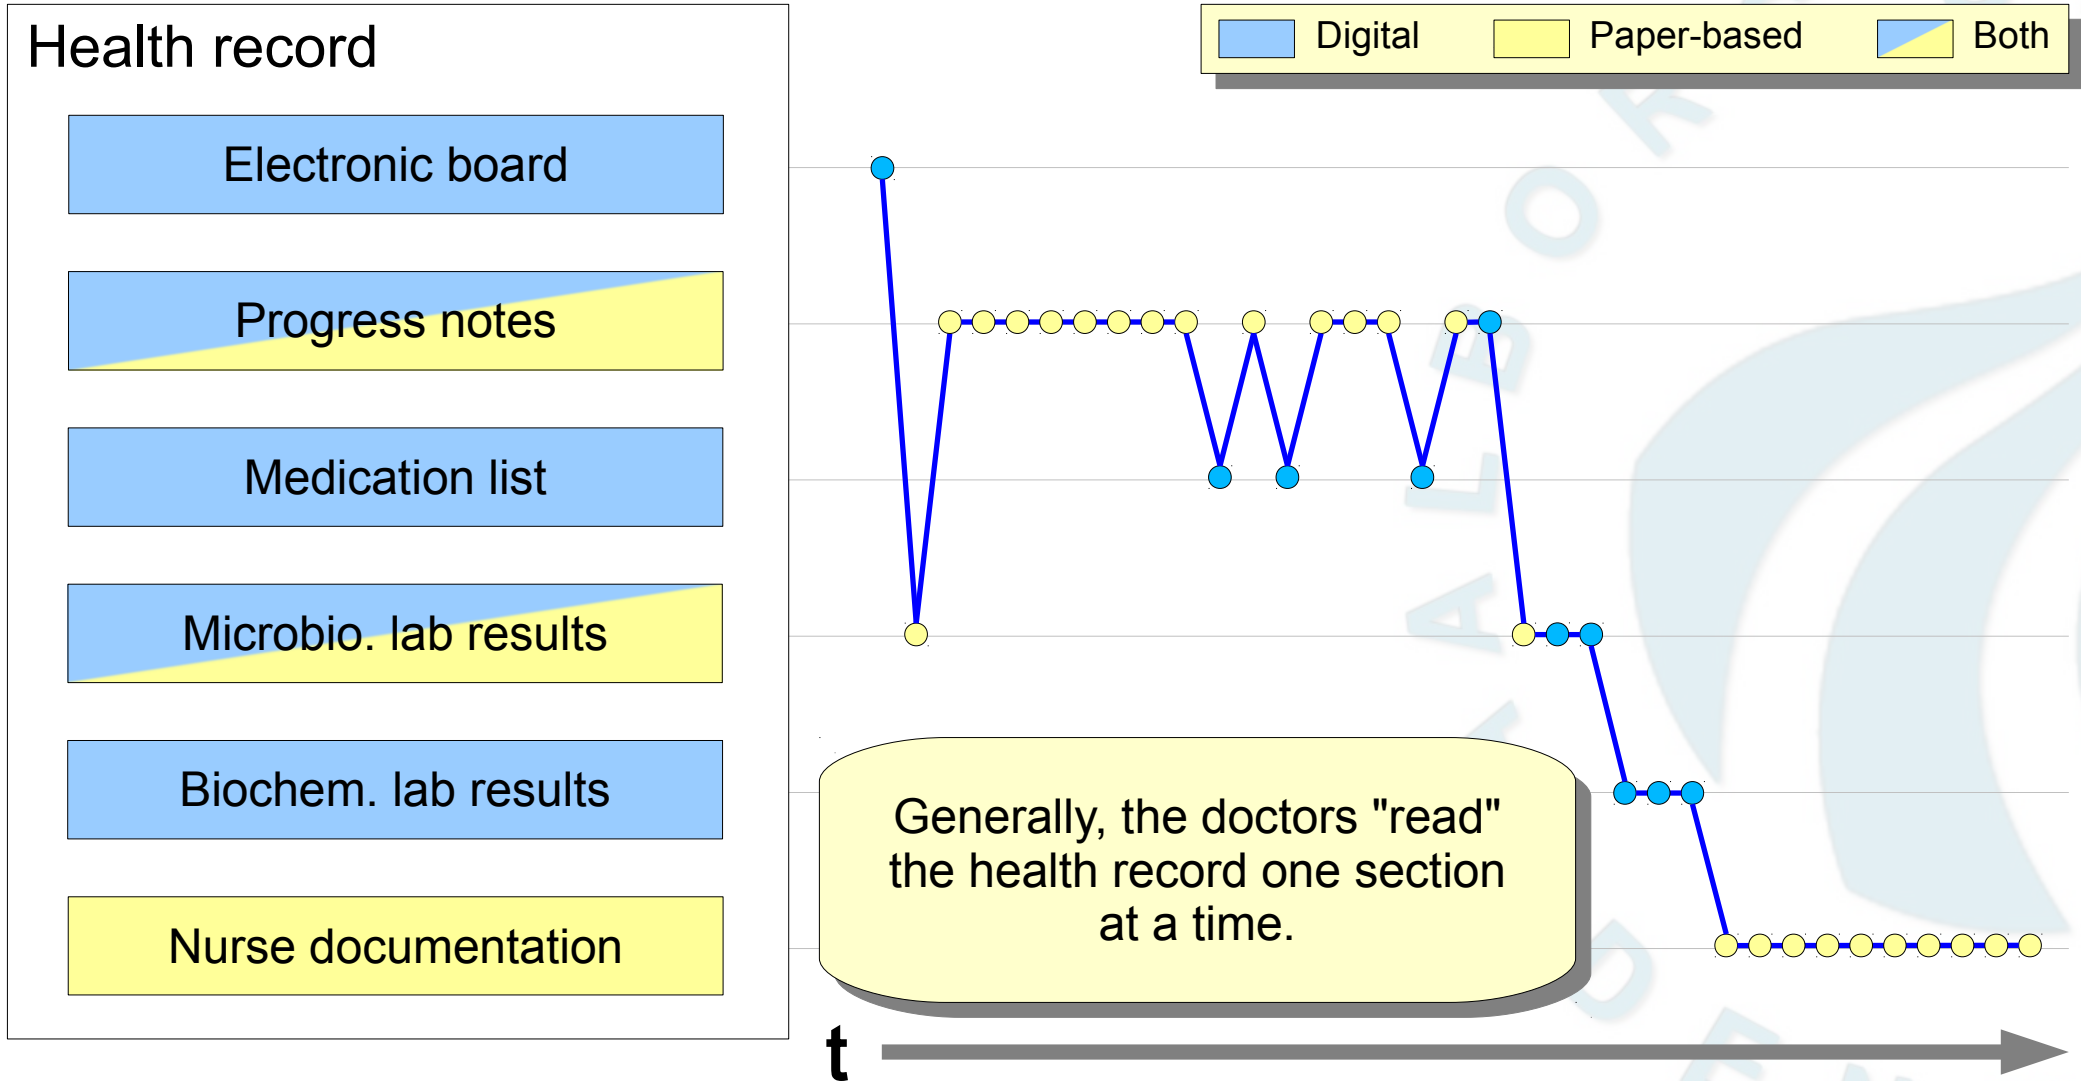 Health record
Digital
Paper-based
Both
Electronic board
Progress notes
Medication list
Microbio. lab results
Biochem. lab results
Nurse documentation
Generally, the doctors "read"
the health record one section
at a time.
t